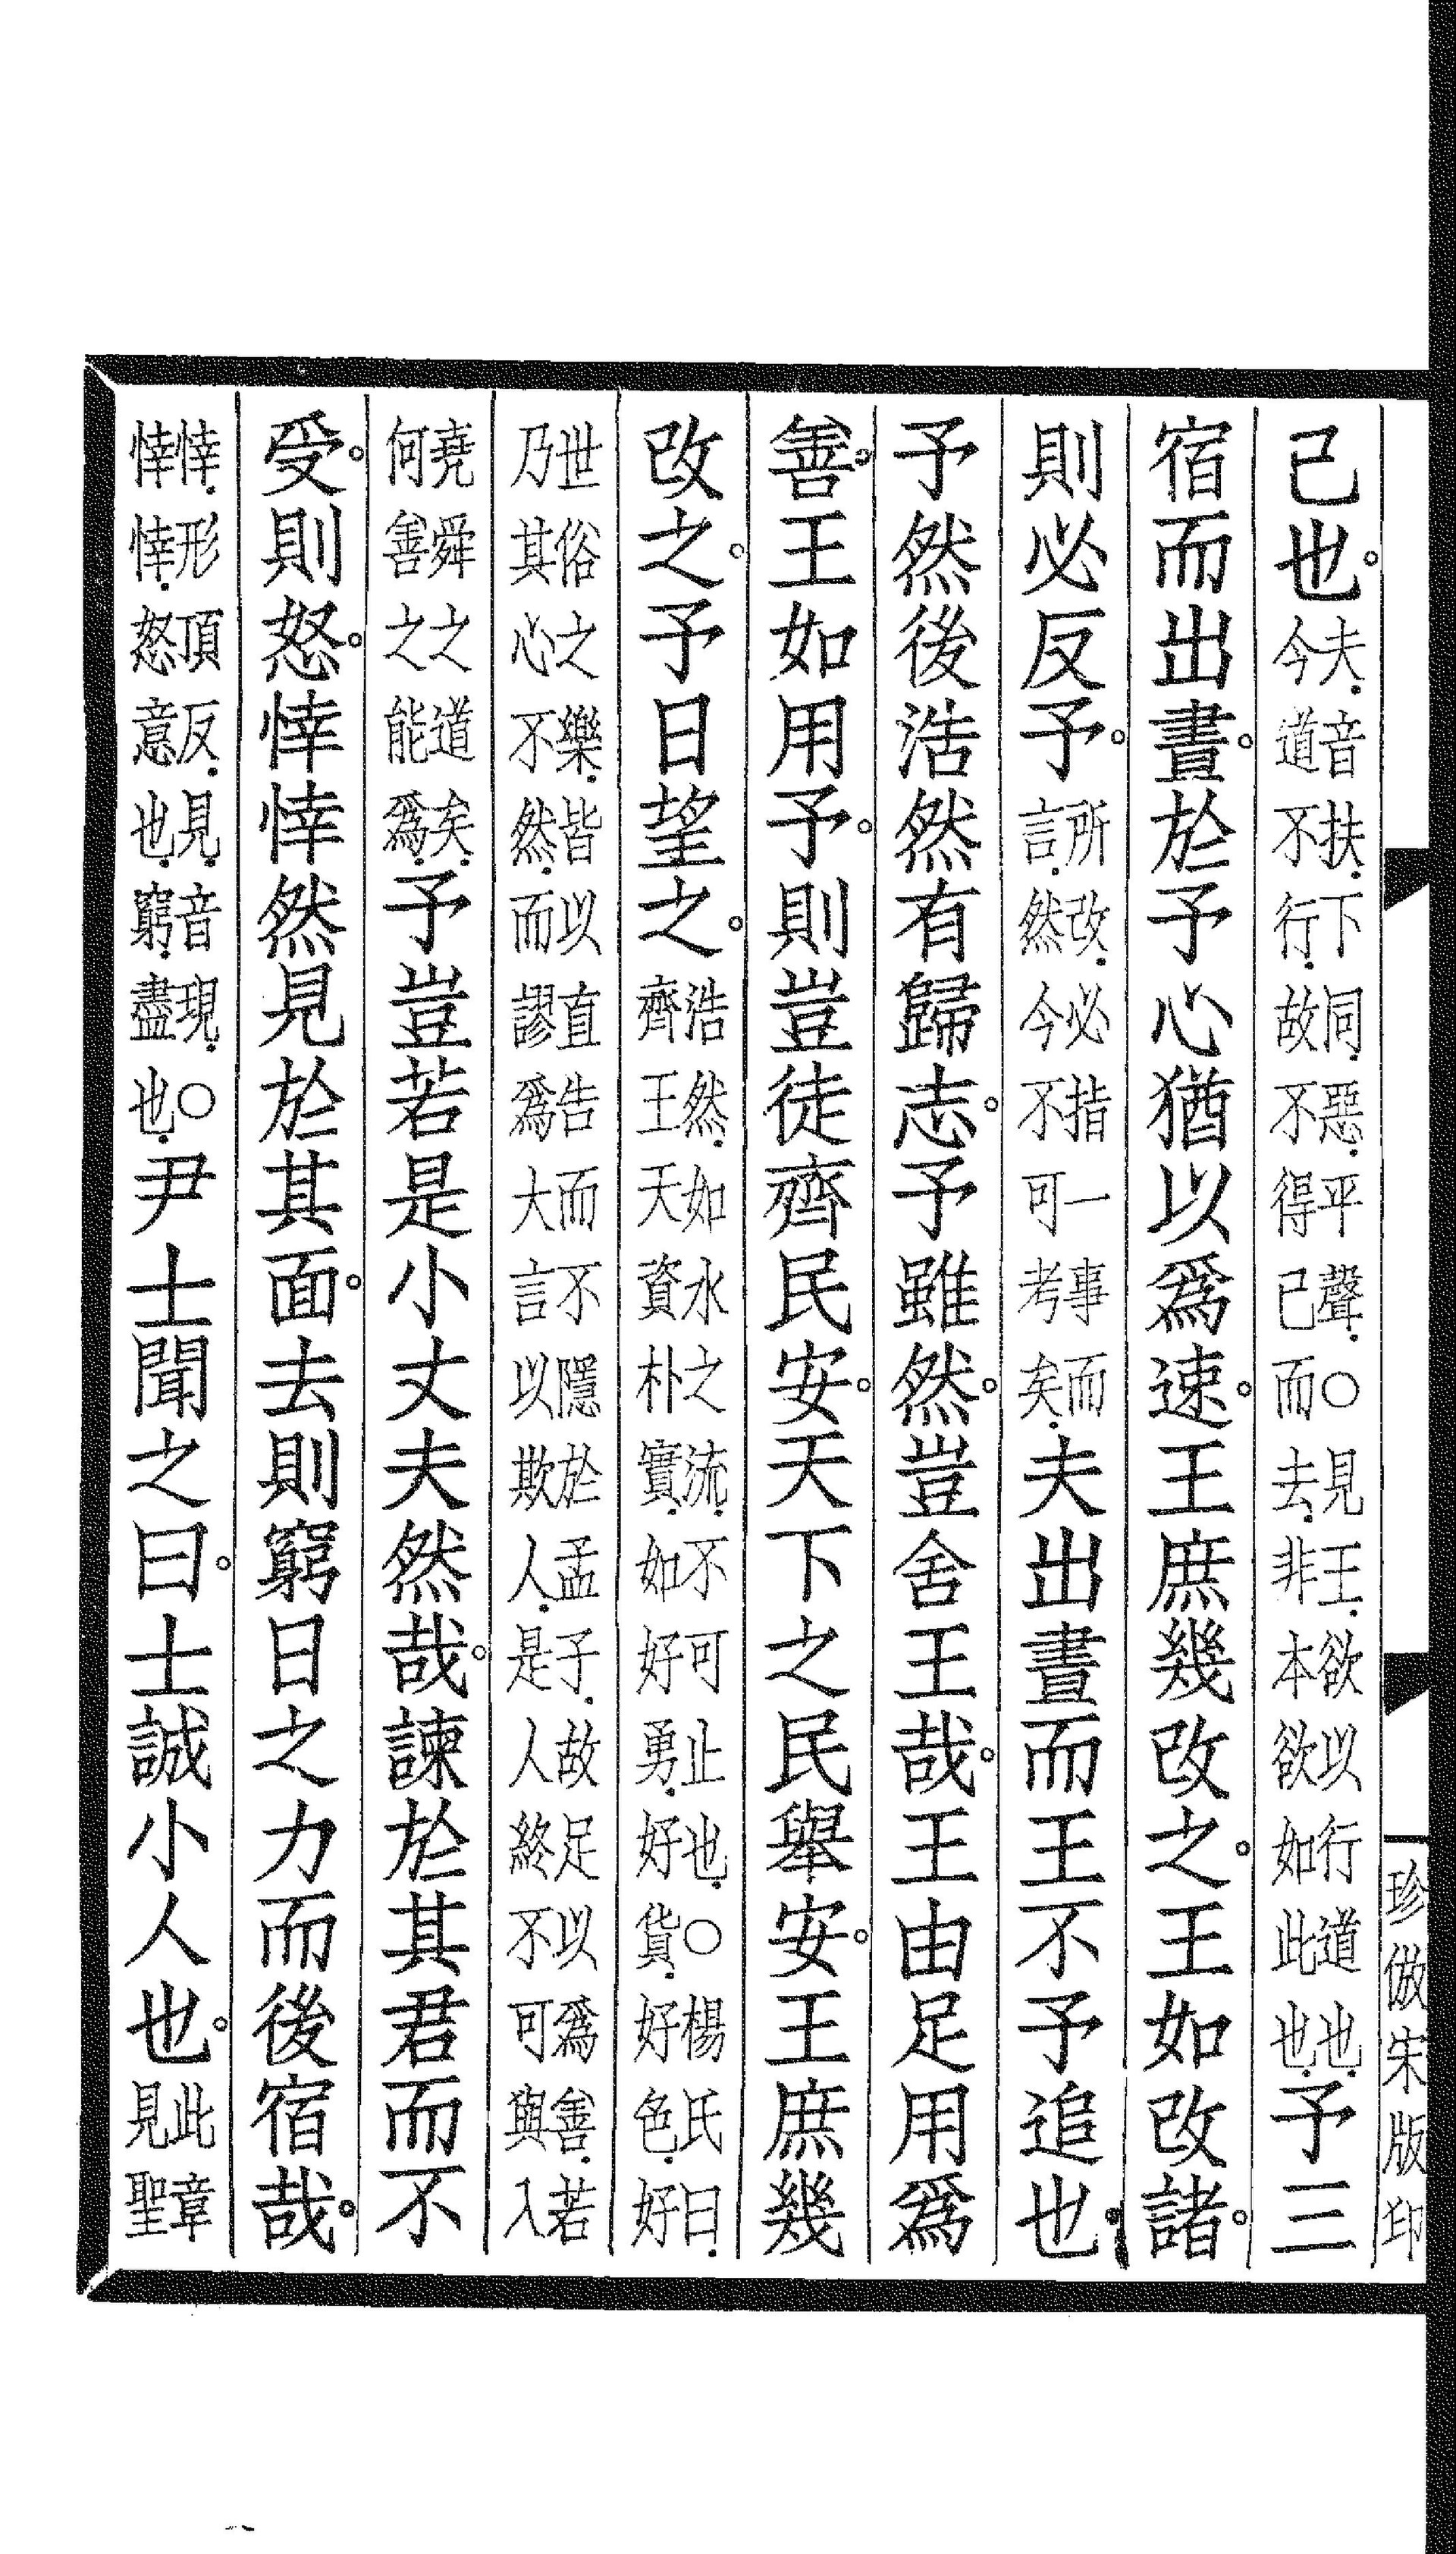 珍倣宋版印
己也。夫．音扶．下同．惡．平聲．○見王．欲以行道也．今道不行．故不得已而去．非本欲如此也．予三
宿而出晝。於予心猶以爲速。王庶幾改之。王如改諸。
則必反予。所改．必指一事而言．然今不可考矣．夫出晝而王不予追也。
予然後浩然有歸志。予雖然。豈舍王哉。王由足用爲
善。王如用予。則豈徒齊民安。天下之民舉安。王庶幾
改之。予日望之。浩然．如水之流．不可止也．○楊氏曰．齊王天資朴實．如好勇．好貨．好色．好
世俗之樂．皆以直告而不隱於孟子．故足以爲善．若乃其心不然．而謬爲大言以欺人．是人終不可與入
堯舜之道矣．何善之能爲．予豈若是小丈夫然哉。諫於其君而不
受。則怒。悻悻然見於其面。去則窮日之力而後宿哉。
悻．形頂反．見．音現．○悻悻．怒意也．窮．盡也．尹士聞之曰。士誠小人也。此章見聖